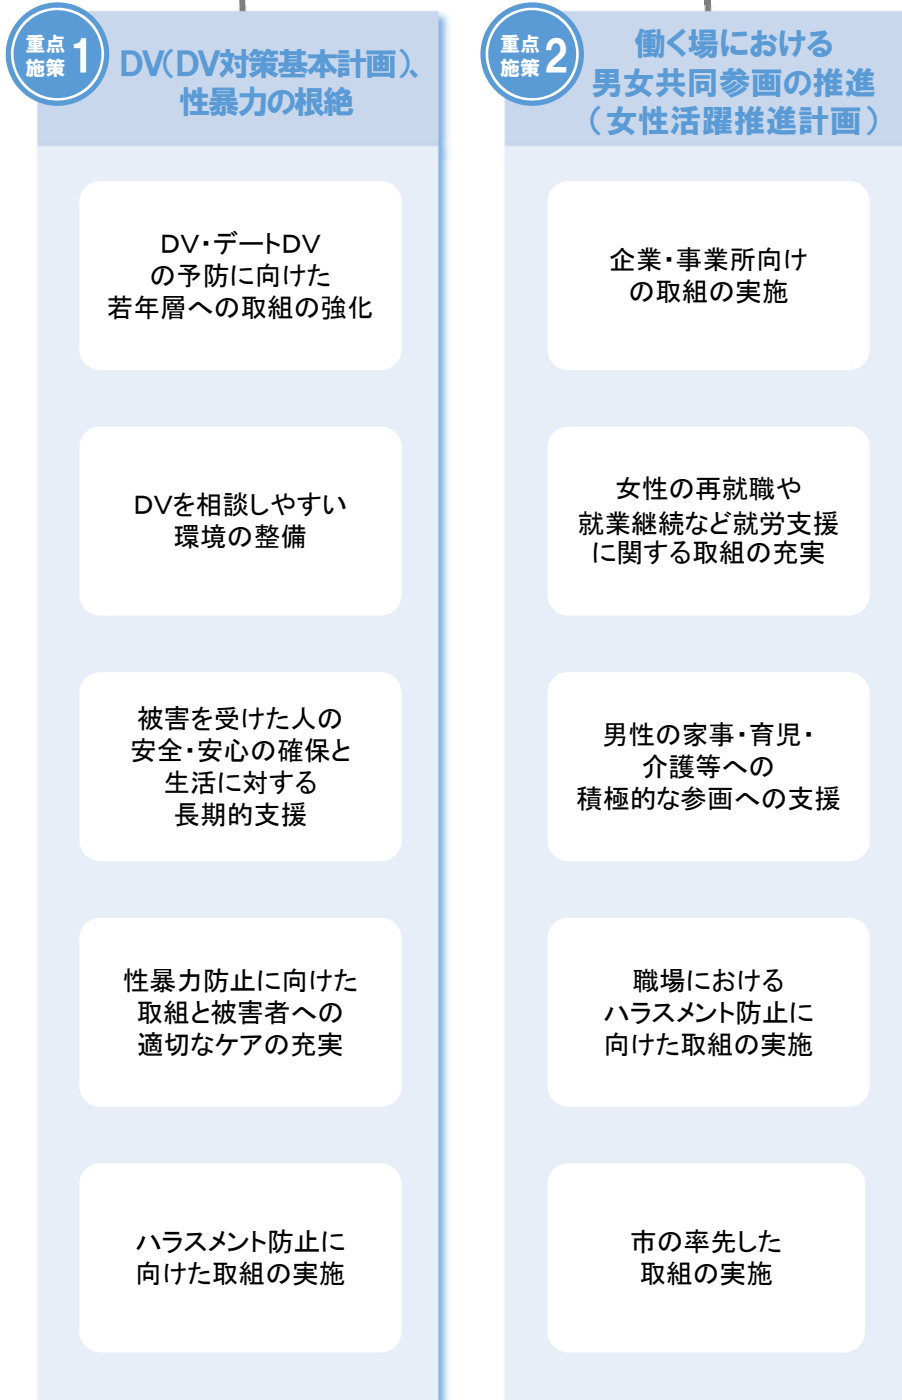 重点
施策
1
DV(DV対策基本計画)、
性暴力の根絶
DV・デートDV
の予防に向けた
若年層への取組の強化
DVを相談しやすい
環境の整備
被害を受けた人の
安全・安心の確保と
生活に対する
長期的支援
性暴力防止に向けた
取組と被害者への
適切なケアの充実
ハラスメント防止に
向けた取組の実施
重点
施策
2
働く場における
男女共同参画の推進
(女性活躍推進計画)
企業・事業所向け
の取組の実施
女性の再就職や
就業継続など就労支援
に関する取組の充実
男性の家事・育児・
介護等への
積極的な参画への支援
職場における
ハラスメント防止に
向けた取組の実施
市の率先した
取組の実施